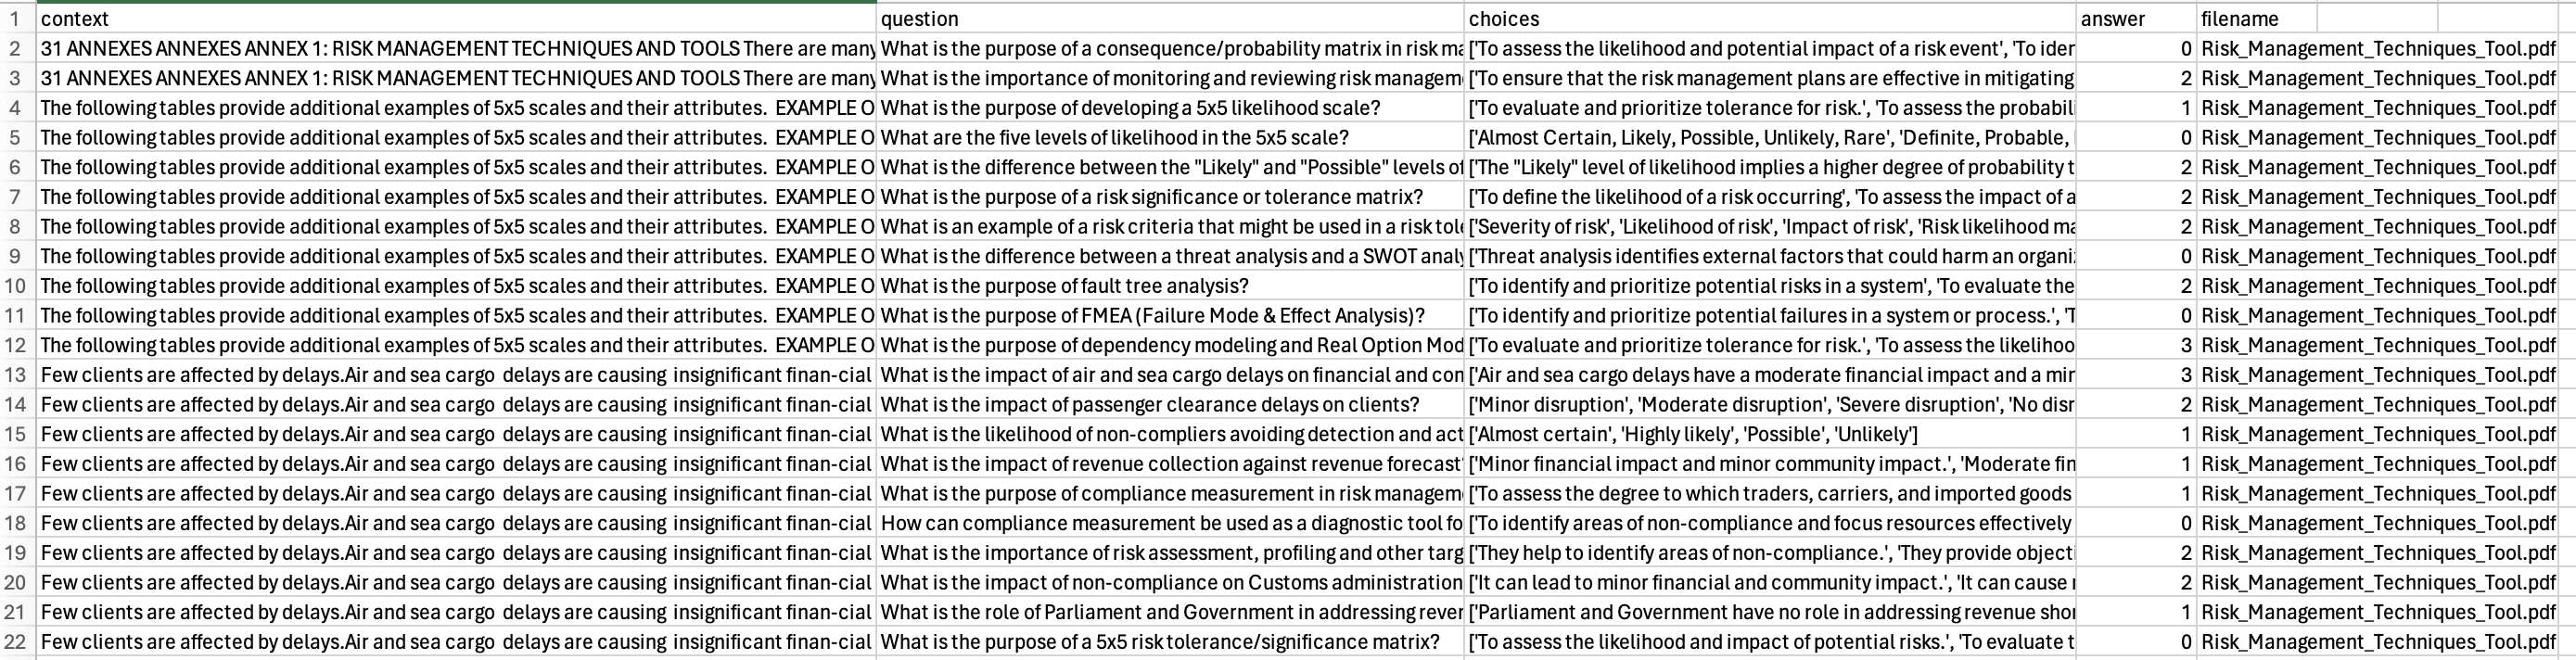 1 context question choices answer filename
2 31 ANNEXES ANNEXES ANNEX 1: RISK MANAGEMENT TECHNIQUES AND TOOLS There are many What is the purpose of a consequence/probability matrix in risk ma ['To assess the likelihood and potential impact of a risk event', 'To iden 0 Risk_Management_Techniques_Tool.pdf
3 31 ANNEXES ANNEXES ANNEX 1: RISK MANAGEMENT TECHNIQUES AND TOOLS There are many What is the importance of monitoring and reviewing risk managem ['To ensure that the risk management plans are effective in mitigating 2 Risk_Management_Techniques_Tool.pdf
4 The following tables provide additional examples of 5x5 scales and their attributes. EXAMPLE O What is the purpose of developing a 5x5 likelihood scale? ['To evaluate and prioritize tolerance for risk.', 'To assess the probabili 1 Risk_Management_Techniques_Tool.pdf
5 The following tables provide additional examples of 5x5 scales and their attributes. EXAMPLE O What are the five levels of likelihood in the 5x5 scale? ['Almost Certain, Likely, Possible, Unlikely, Rare', 'Definite, Probable, 0 Risk_Management_Techniques_Tool.pdf
6 The following tables provide additional examples of 5x5 scales and their attributes. EXAMPLE O What is the difference between the "Likely" and "Possible" levels of ['The "Likely" level of likelihood implies a higher degree of probability t 2 Risk_Management_Techniques_Tool.pdf
7 The following tables provide additional examples of 5x5 scales and their attributes. EXAMPLE O What is the purpose of a risk significance or tolerance matrix? ['To define the likelihood of a risk occurring', 'To assess the impact of a 2 Risk_Management_Techniques_Tool.pdf
8 The following tables provide additional examples of 5x5 scales and their attributes. EXAMPLE O What is an example of a risk criteria that might be used in a risk tole ['Severity of risk', 'Likelihood of risk', 'Impact of risk', 'Risk likelihood ma 2 Risk_Management_Techniques_Tool.pdf
9 The following tables provide additional examples of 5x5 scales and their attributes. EXAMPLE O What is the difference between a threat analysis and a SWOT analy ['Threat analysis identifies external factors that could harm an organi 0 Risk_Management_Techniques_Tool.pdf
10 The following tables provide additional examples of 5x5 scales and their attributes. EXAMPLE O What is the purpose of fault tree analysis? ['To identify and prioritize potential risks in a system', 'To evaluate the 2 Risk_Management_Techniques_Tool.pdf
11 The following tables provide additional examples of 5x5 scales and their attributes. EXAMPLE O What is the purpose of FMEA (Failure Mode & Effect Analysis)? ['To identify and prioritize potential failures in a system or process.', 'T 0 Risk_Management_Techniques_Tool.pdf
12 The following tables provide additional examples of 5x5 scales and their attributes. EXAMPLE O What is the purpose of dependency modeling and Real Option Mod ['To evaluate and prioritize tolerance for risk.', 'To assess the likelihoo 3 Risk_Management_Techniques_Tool.pdf
13 Few clients are affected by delays.Air and sea cargo delays are causing insignificant finan-cial What is the impact of air and sea cargo delays on financial and con ['Air and sea cargo delays have a moderate financial impact and a mir 3 Risk_Management_Techniques_Tool.pdf
14 Few clients are affected by delays.Air and sea cargo delays are causing insignificant finan-cial What is the impact of passenger clearance delays on clients? ['Minor disruption', 'Moderate disruption', 'Severe disruption', 'No disr 2 Risk_Management_Techniques_Tool.pdf
15 Few clients are affected by delays.Air and sea cargo delays are causing insignificant finan-cial What is the likelihood of non-compliers avoiding detection and act ['Almost certain', 'Highly likely', 'Possible', 'Unlikely'] 1 Risk_Management_Techniques_Tool.pdf
16 Few clients are affected by delays.Air and sea cargo delays are causing insignificant finan-cial What is the impact of revenue collection against revenue forecast ['Minor financial impact and minor community impact.', 'Moderate fin 1 Risk_Management_Techniques_Tool.pdf
17 Few clients are affected by delays.Air and sea cargo delays are causing insignificant finan-cial What is the purpose of compliance measurement in risk managem ['To assess the degree to which traders, carriers, and imported goods 1 Risk_Management_Techniques_Tool.pdf
18 Few clients are affected by delays.Air and sea cargo delays are causing insignificant finan-cial How can compliance measurement be used as a diagnostic tool fo ['To identify areas of non-compliance and focus resources effectively 0 Risk_Management_Techniques_Tool.pdf
19 Few clients are affected by delays.Air and sea cargo delays are causing insignificant finan-cial What is the importance of risk assessment, profiling and other targ ['They help to identify areas of non-compliance.', 'They provide objecti 2 Risk_Management_Techniques_Tool.pdf
20 Few clients are affected by delays.Air and sea cargo delays are causing insignificant finan-cial What is the impact of non-compliance on Customs administration ['It can lead to minor financial and community impact.', 'It can cause 2 Risk_Management_Techniques_Tool.pdf
21 Few clients are affected by delays.Air and sea cargo delays are causing insignificant finan-cial What is the role of Parliament and Government in addressing rever ['Parliament and Government have no role in addressing revenue shor 1 Risk_Management_Techniques_Tool.pdf
22 Few clients are affected by delays.Air and sea cargo delays are causing insignificant finan-cial What is the purpose of a 5x5 risk tolerance/significance matrix? ['To assess the likelihood and impact of potential risks.', 'To evaluate t 0 Risk_Management_Techniques_Tool.pdf